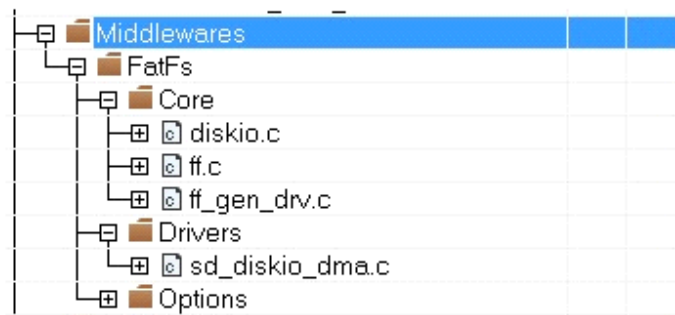 Middlewares
FatFs
Core
diskio.c
ff.c
ff_gen_drv.c
Drivers
sd_diskio_dma.c
Options